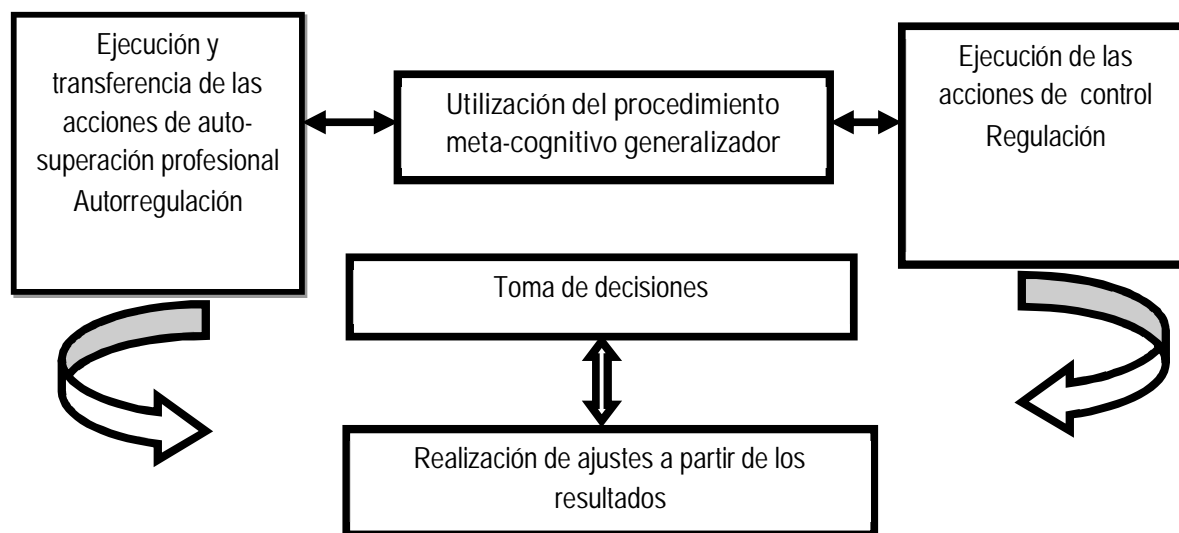 Ejecución y
transferencia de las
acciones de auto-
superación profesional
Autorregulación
Utilización del procedimiento
meta-cognitivo generalizador
Ejecución de las
acciones de control
Regulación
Toma de decisiones
Realización de ajustes a partir de los
resultados